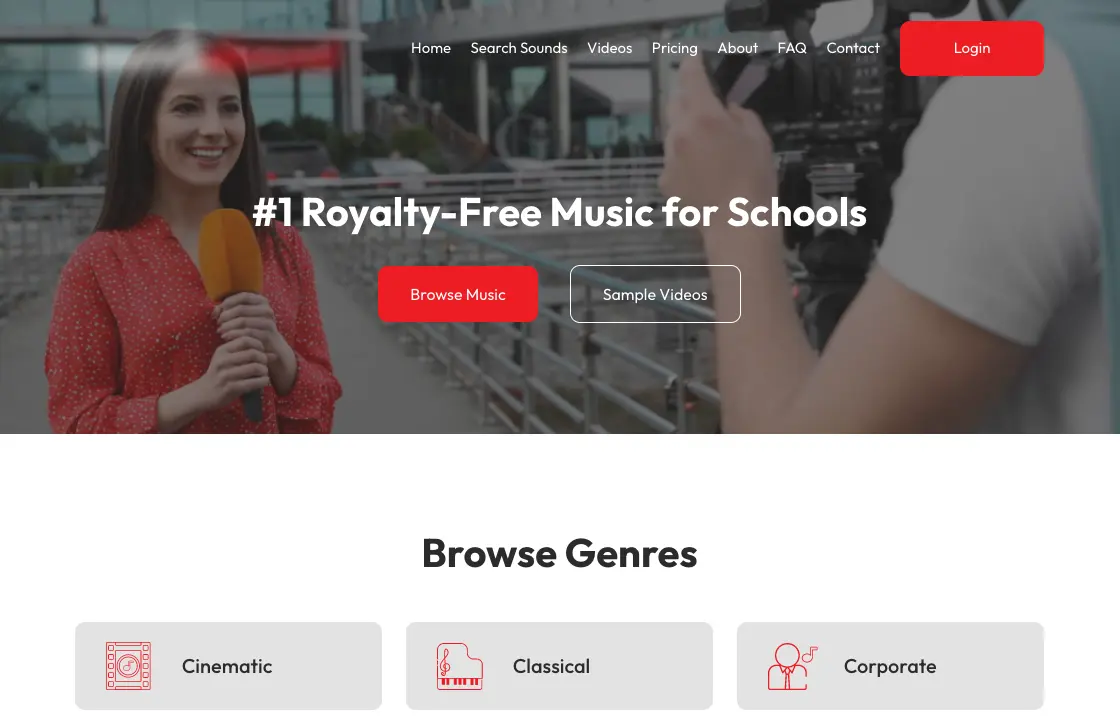 Home Search Sounds Videos Pricing About FAQ Contact Login
#1 Royalty-Free Music for Schools
Browse Music Sample Videos
Browse Genres
Cinematic Classical Corporate